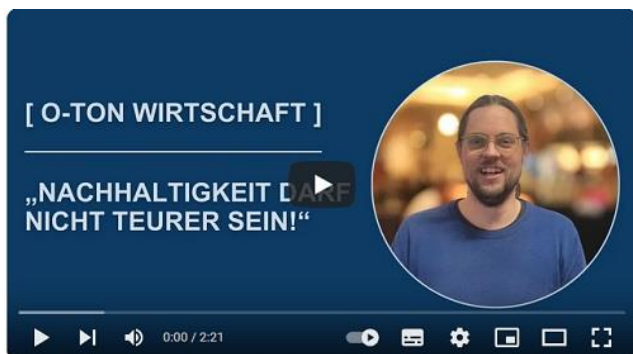 [ O-TON WIRTSCHAFT ]
„NACHHALTIGKEIT DARF
NICHT TEURER SEIN!“
0:00 / 2:21